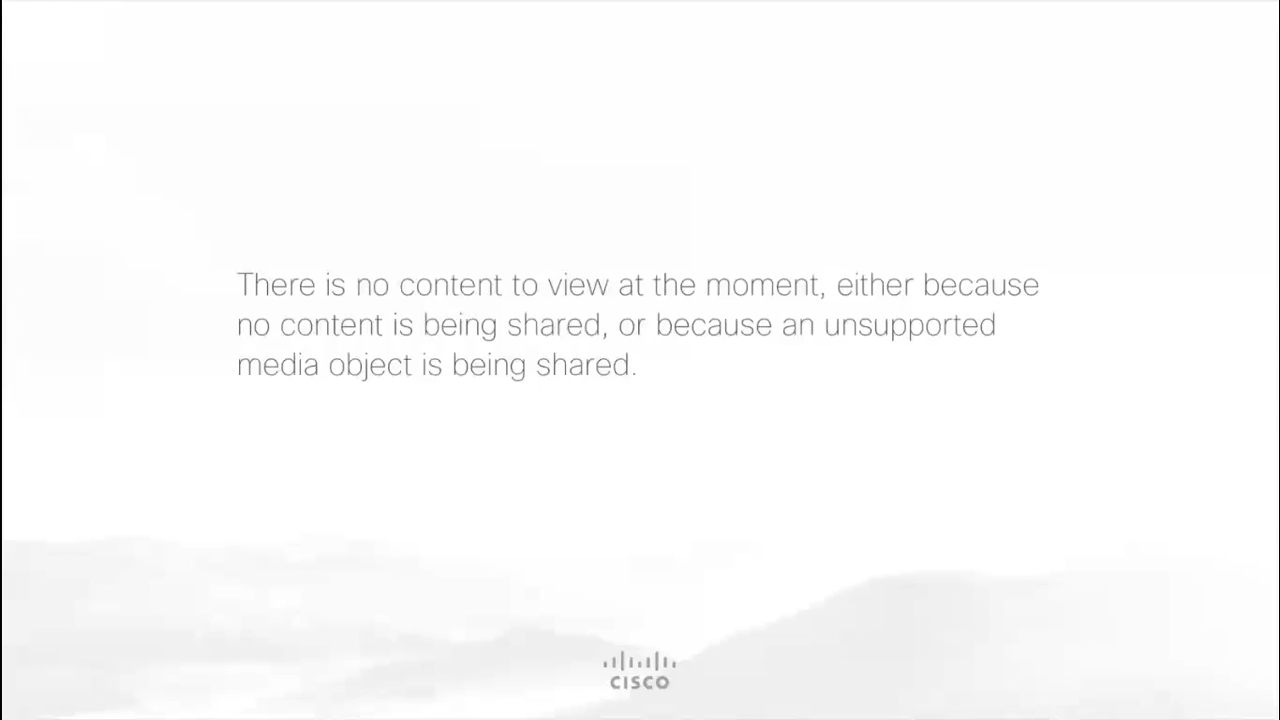 There is no content to view at the moment, either because
no content is being shared, or because an unsupported
media object is being shared.
CISCO